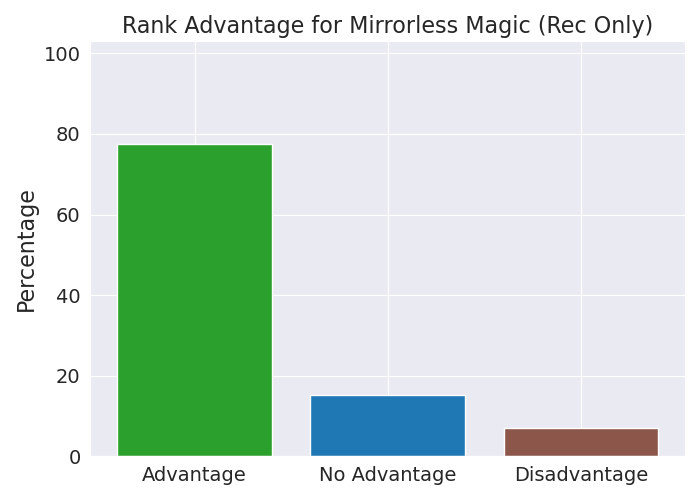 Rank Advantage for Mirrorless Magic (Rec Only)
100
80
60
40
20
0
Percentage
Advantage
No Advantage
Disadvantage